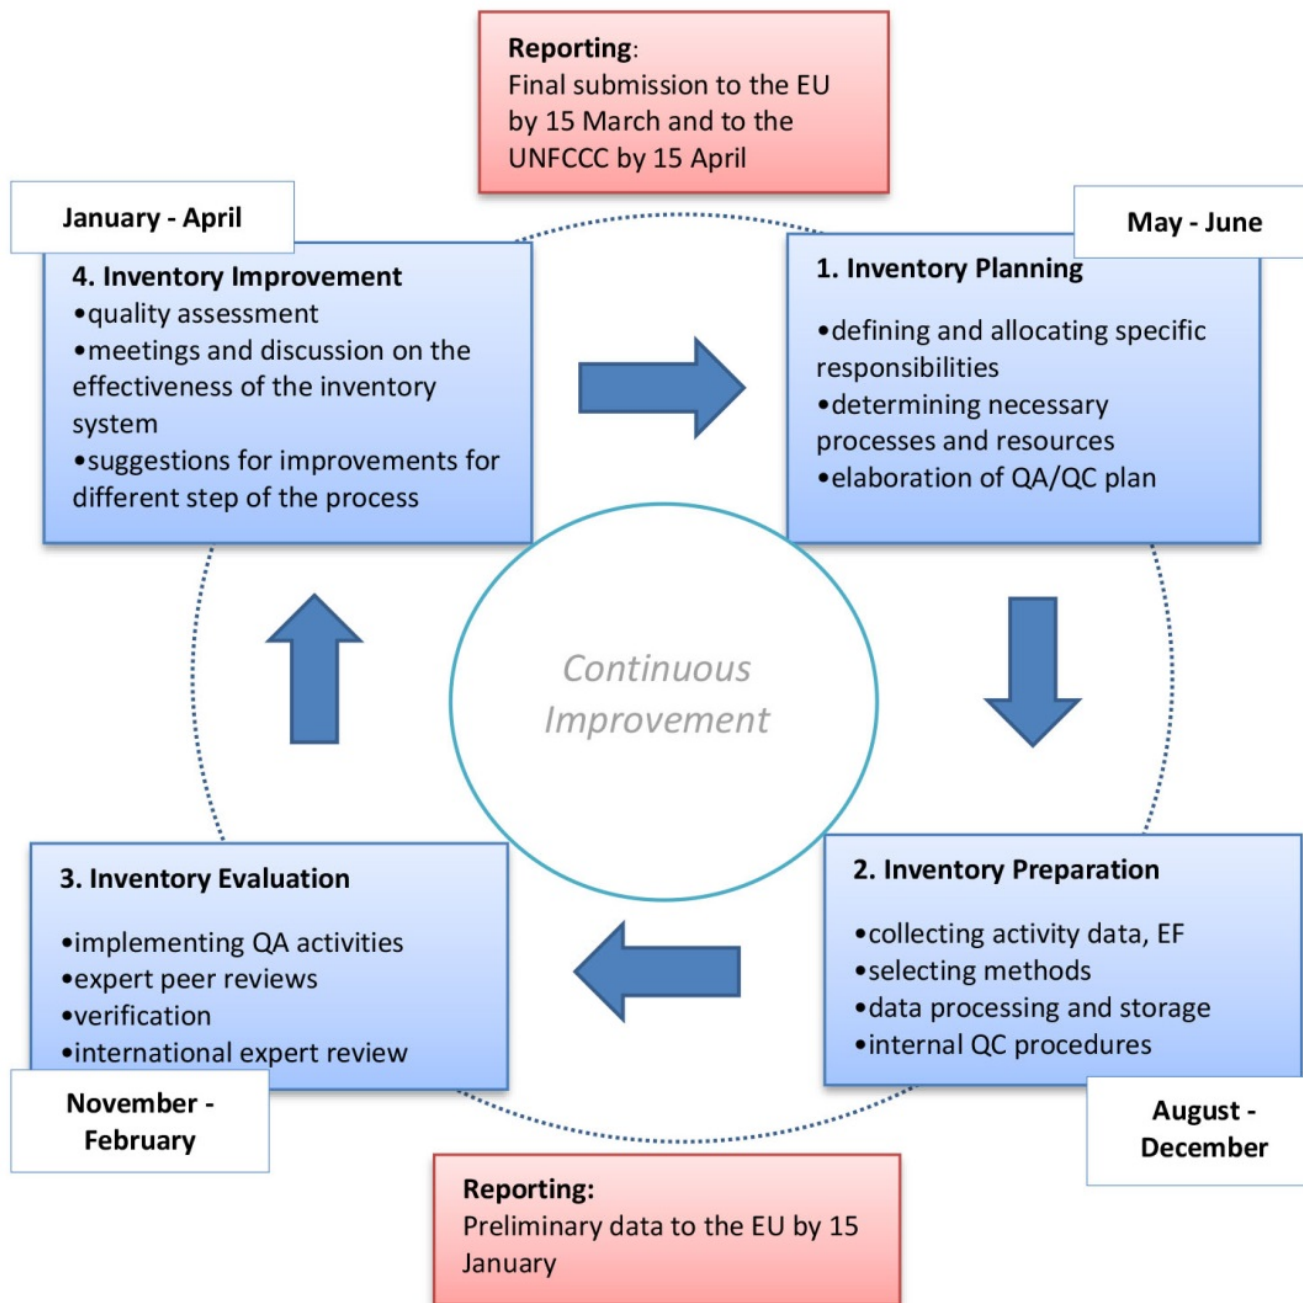 Reporting:
Final submission to the EU
by 15 March and to the
UNFCCC by 15 April
January - April
4. Inventory Improvement
•quality assessment
•meetings and discussion on the
effectiveness of the inventory
system
•suggestions for improvements for
different step of the process
May - June
1. Inventory Planning
•defining and allocating specific
responsibilities
•determining necessary
processes and resources
•elaboration of QA/QC plan
Continuous
Improvement
3. Inventory Evaluation
•implementing QA activities
•expert peer reviews
•verification
•international expert review
November -
February
2. Inventory Preparation
•collecting activity data, EF
•selecting methods
•data processing and storage
•internal QC procedures
August -
December
Reporting:
Preliminary data to the EU by 15
January